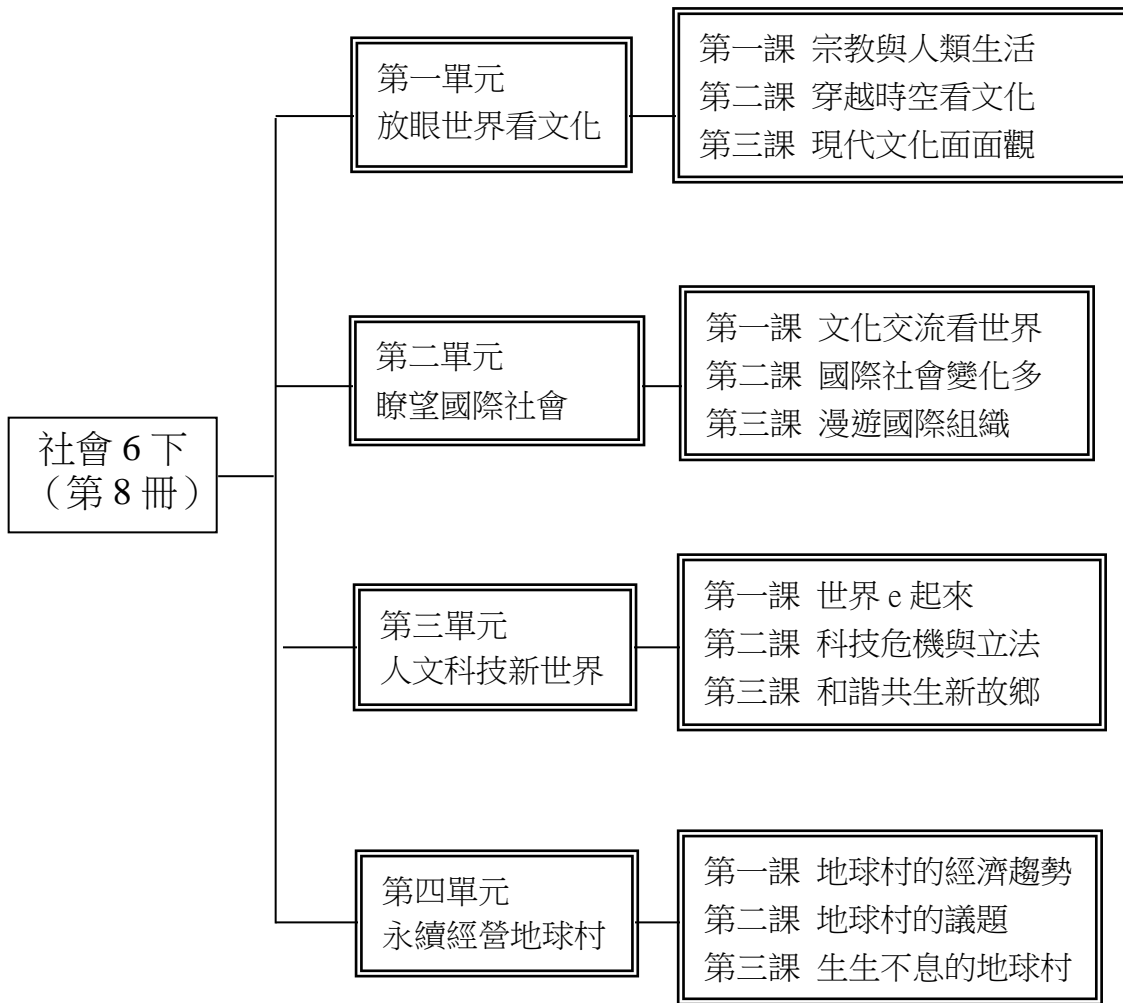 社會 6 下
（第 8 冊）
第一單元
放眼世界看文化
第一課 宗教與人類生活
第二課 穿越時空看文化
第三課 現代文化面面觀
第二單元
瞭望國際社會
第一課 文化交流看世界
第二課 國際社會變化多
第三課 漫遊國際組織
第三單元
人文科技新世界
第一課 世界 e 起來
第二課 科技危機與立法
第三課 和諧共生新故鄉
第四單元
永續經營地球村
第一課 地球村的經濟趨勢
第二課 地球村的議題
第三課 生生不息的地球村